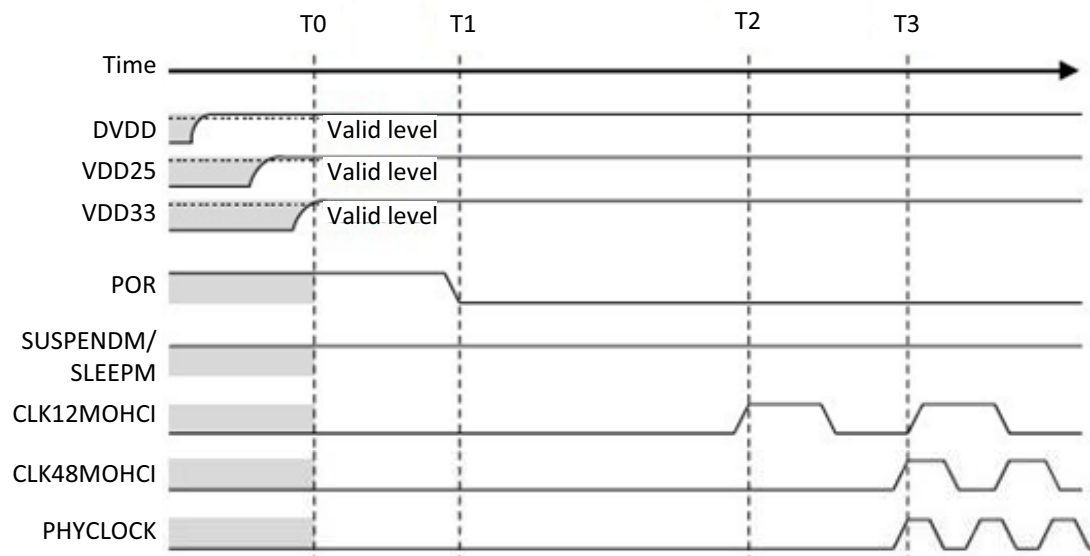 T0 T1 T2 T3
Time
DVDD Valid level
VDD25 Valid level
VDD33 Valid level
POR
SUSPENDM/
SLEEPM
CLK12MOHCI
CLK48MOHCI
PHYCLOCK